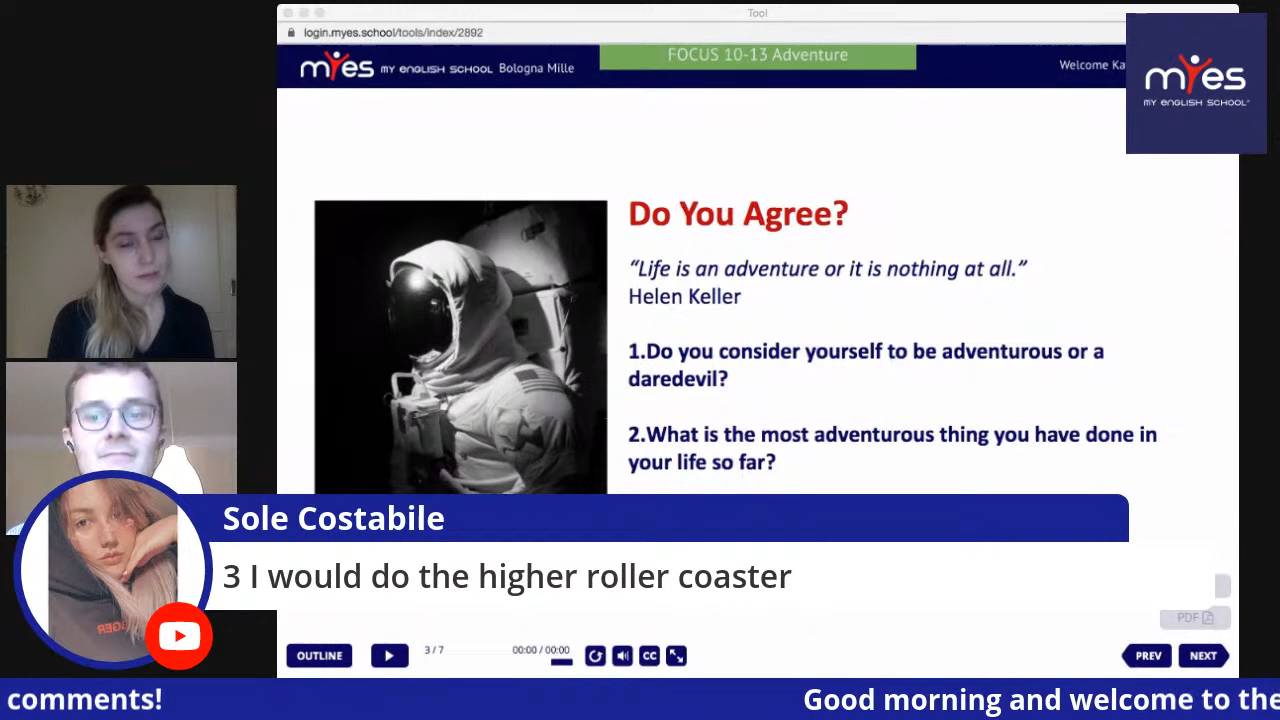 Tool
login.myes.school/tools/index/2892
myes MY ENGLISH SCHOOL Bologna Mille
FOCUS 10-13 Adventure
Welcome Ka
myes
MY ENGLISH SCHOOL
Do You Agree?
“Life is an adventure or it is nothing at all.”
Helen Keller
1.Do you consider yourself to be adventurous or a
daredevil?
2.What is the most adventurous thing you have done in
your life so far?
Sole Costabile
3 I would do the higher roller coaster
PDF
OUTLINE
3 / 7
00:00 / 00:00
CC
PREV
NEXT
comments!
Good morning and welcome to the